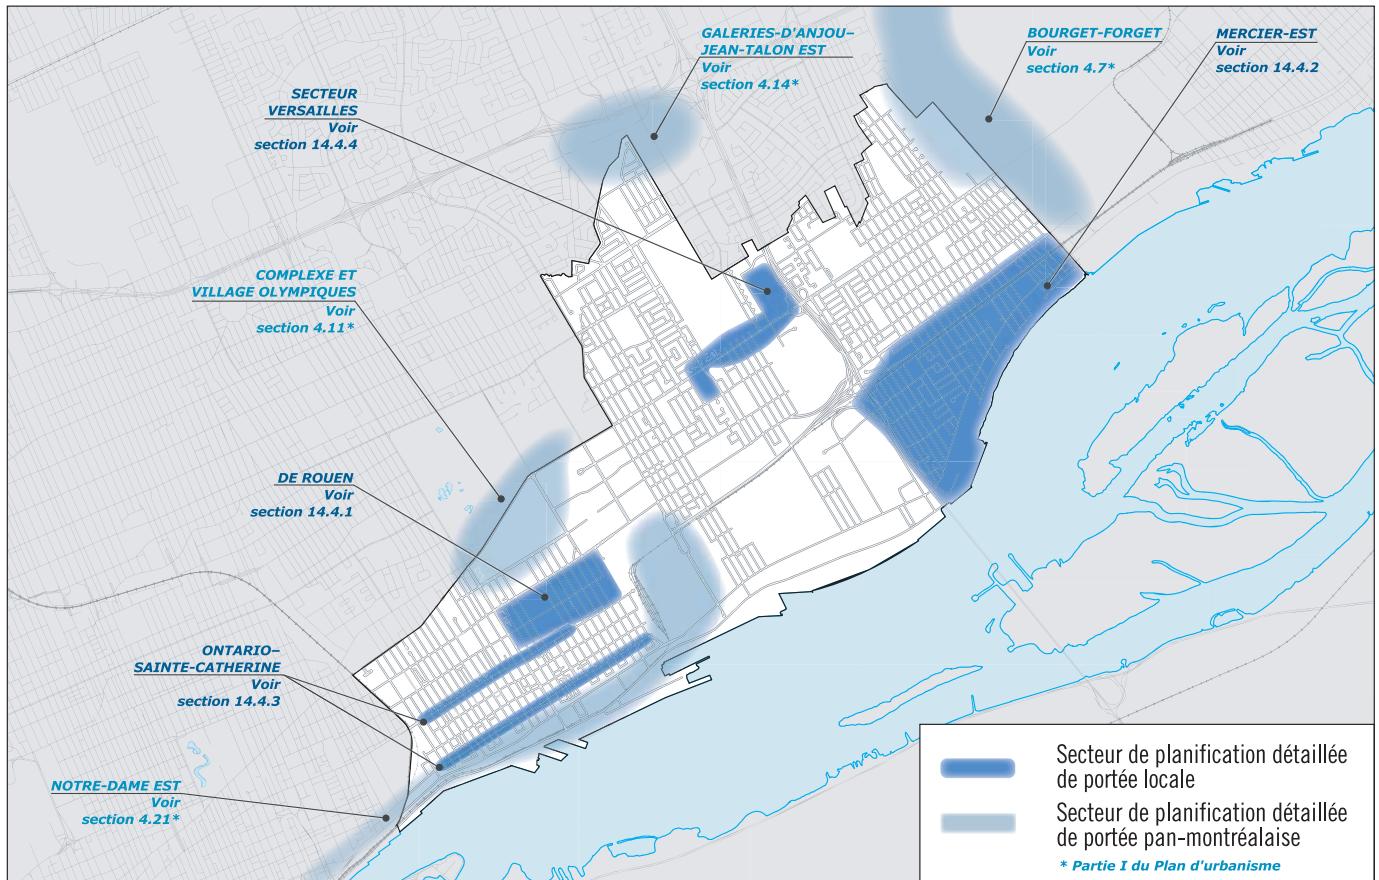 GALERIES-D'ANJOU–
JEAN-TALON EST
Voir
section 4.14*
BOURGET-FORGET
Voir
section 4.7*
MERCIER-EST
Voir
section 14.4.2
SECTEUR
VERSAILLES
Voir
section 14.4.4
COMPLEXE ET
VILLAGE OLYMPIQUES
Voir
section 4.11*
DE ROUEN
Voir
section 14.4.1
ONTARIO–
SAINTE-CATHERINE
Voir
section 14.4.3
NOTRE-DAME EST
Voir
section 4.21*
Secteur de planification détaillée
de portée locale
Secteur de planification détaillée
de portée pan-montréalaise
* Partie I du Plan d'urbanisme